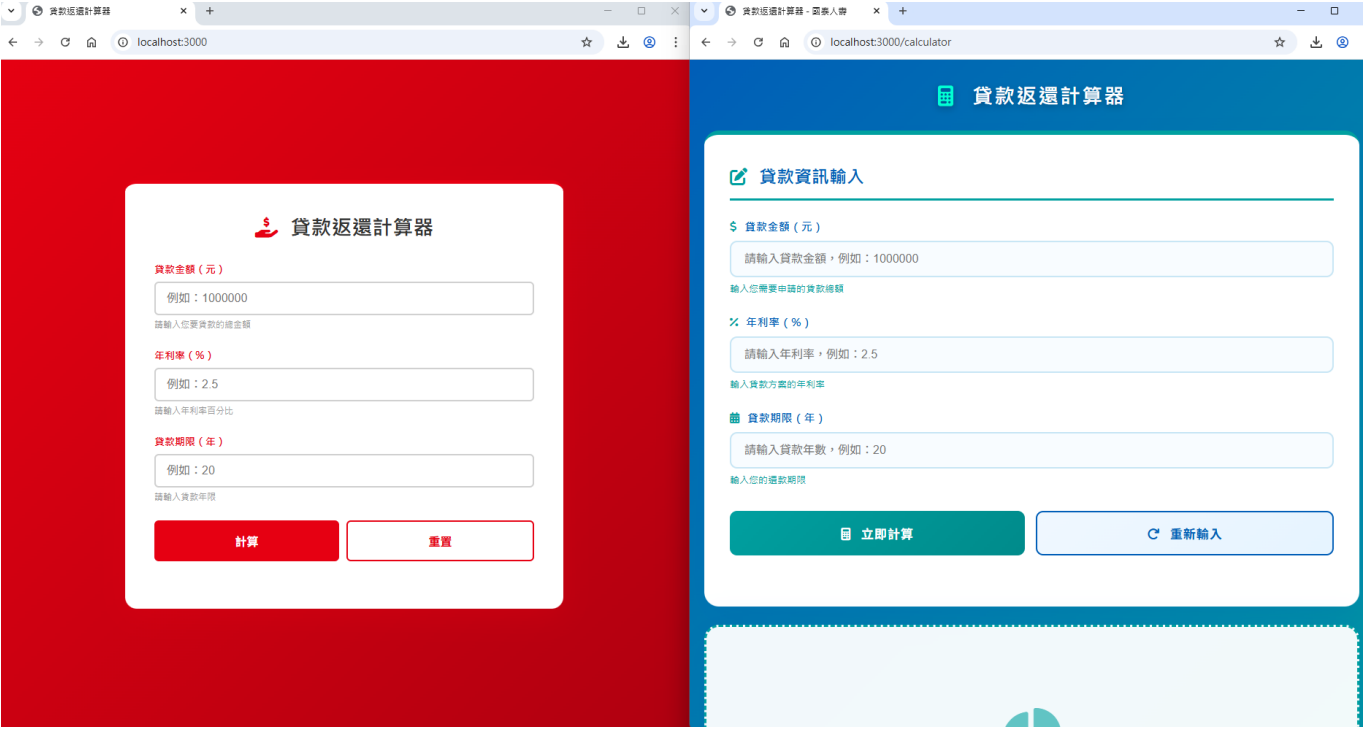 貸款返還計算器
localhost:3000
$
貸款返還計算器
貸款金額（元）
例如：1000000
請輸入您要貸款的總金額
年利率（%）
例如：2.5
請輸入年利率百分比
貸款期限（年）
例如：20
請輸入貸款年限
計算
重置
貸款返還計算器 - 國泰人壽
localhost:3000/calculator
貸款返還計算器
貸款資訊輸入
$ 貸款金額（元）
請輸入貸款金額，例如：1000000
輸入您需要申請的貸款總額
% 年利率（%）
請輸入年利率，例如：2.5
輸入貸款方案的年利率
貸款期限（年）
請輸入貸款年數，例如：20
輸入您的還款期限
立即計算
重新輸入